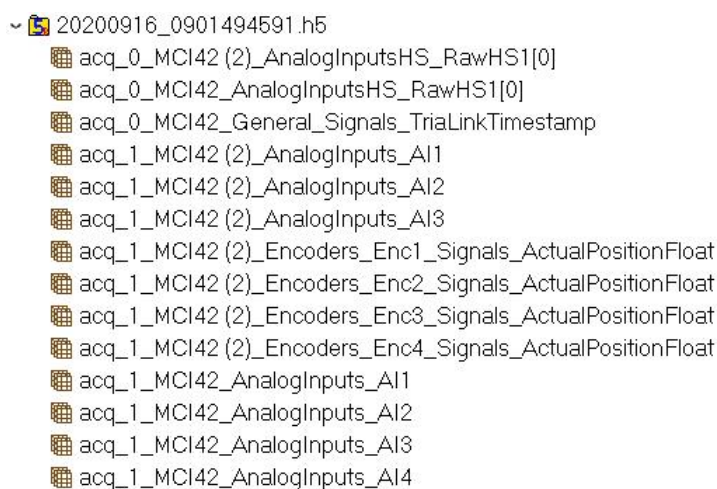 20200916_0901494591.h5
acq_0_MCI42 (2)_AnalogInputsHS_RawHS1[0]
acq_0_MCI42_AnalogInputsHS_RawHS1[0]
acq_0_MCI42_General_Signals_TriaLinkTimestamp
acq_1_MCI42 (2)_AnalogInputs_AI1
acq_1_MCI42 (2)_AnalogInputs_AI2
acq_1_MCI42 (2)_AnalogInputs_AI3
acq_1_MCI42 (2)_Encoders_Enc1_Signals_ActualPositionFloat
acq_1_MCI42 (2)_Encoders_Enc2_Signals_ActualPositionFloat
acq_1_MCI42 (2)_Encoders_Enc3_Signals_ActualPositionFloat
acq_1_MCI42 (2)_Encoders_Enc4_Signals_ActualPositionFloat
acq_1_MCI42_AnalogInputs_AI1
acq_1_MCI42_AnalogInputs_AI2
acq_1_MCI42_AnalogInputs_AI3
acq_1_MCI42_AnalogInputs_AI4